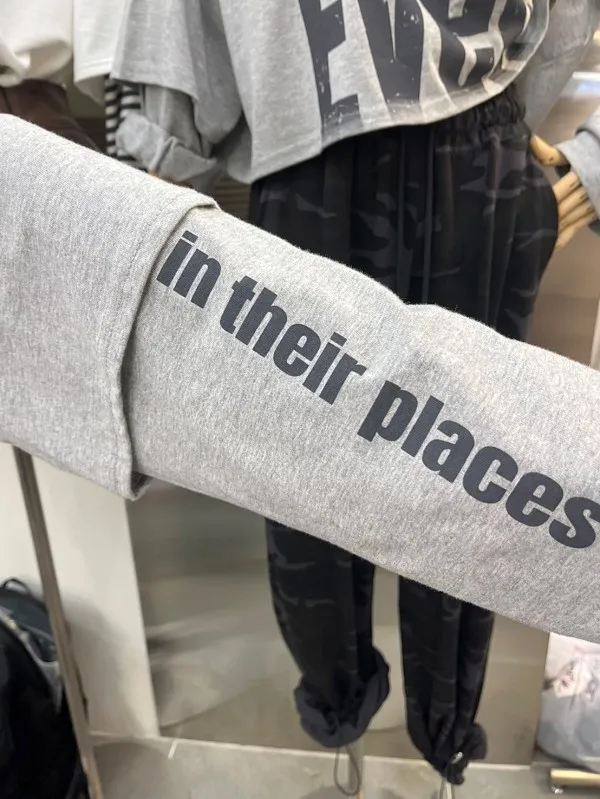 in their places